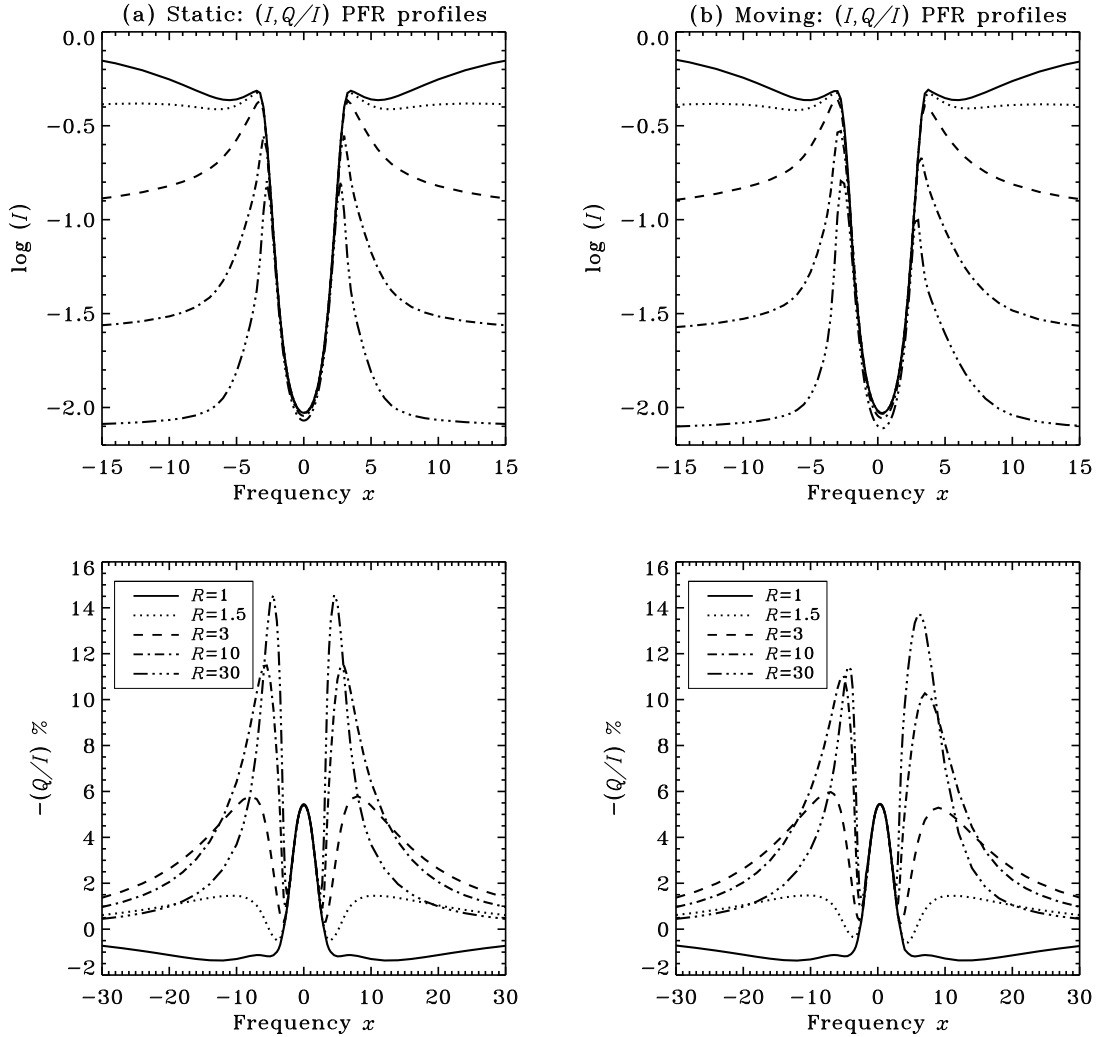 (a) Static: (I,Q/I) PFR profiles
0.0
−0.5
−1.0
−1.5
−2.0
log (I)
−15 −10 −5 0 5 10 15
Frequency x
(b) Moving: (I,Q/I) PFR profiles
0.0
−0.5
−1.0
−1.5
−2.0
log (I)
−15 −10 −5 0 5 10 15
Frequency x
16
14
12
10
8
6
4
2
0
−2
−(Q/I) %
R=1
R=1.5
R=3
R=10
R=30
−30 −20 −10 0 10 20 30
Frequency x
16
14
12
10
8
6
4
2
0
−2
−(Q/I) %
R=1
R=1.5
R=3
R=10
R=30
−30 −20 −10 0 10 20 30
Frequency x